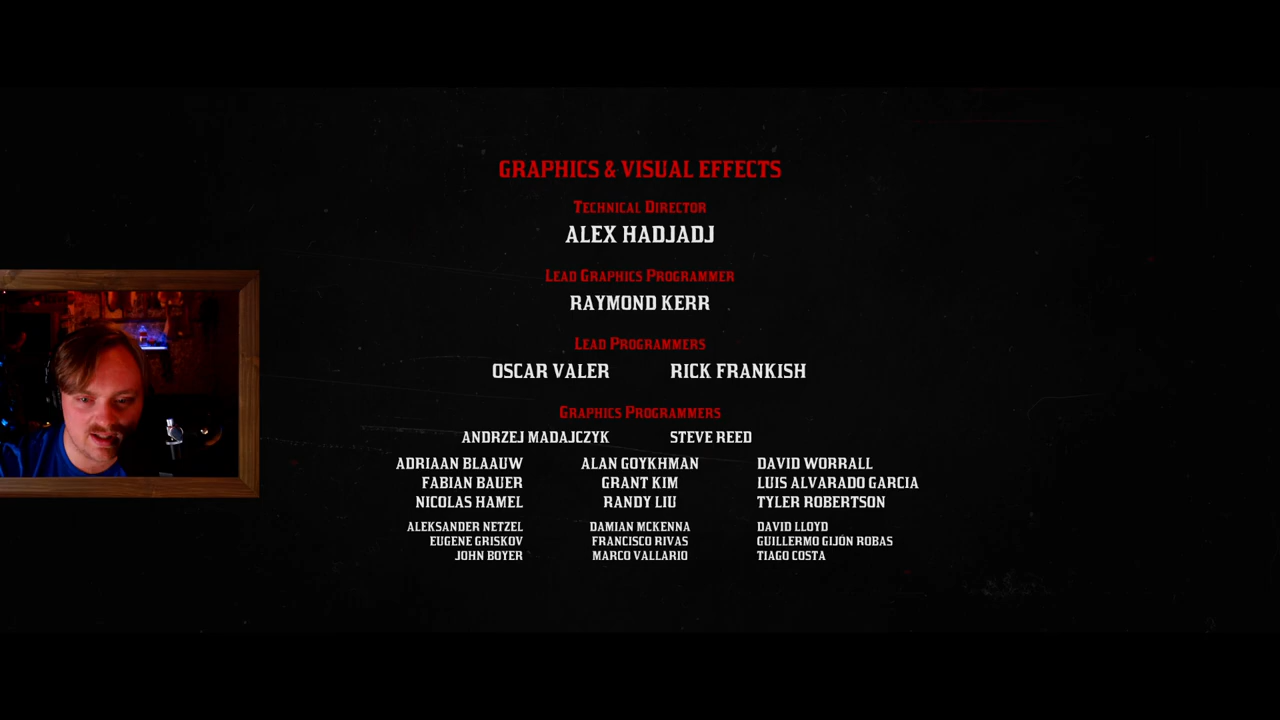 GRAPHICS & VISUAL EFFECTS
TECHNICAL DIRECTOR
ALEX HADJADJ
LEAD GRAPHICS PROGRAMMER
RAYMOND KERR
LEAD PROGRAMMERS
OSCAR VALER RICK FRANKISH
GRAPHICS PROGRAMMERS
ANDRZEJ MADAJCZYK STEVE REED
ADRIAAN BLAAUW ALAN GOYKHMAN DAVID WORRALL
FABIAN BAUER GRANT KIM LUIS ALVARADO GARCIA
NICOLAS HAMEL RANDY LIU TYLER ROBERTSON
ALEKSANDER NETZEL DAMIAN MCKENNA DAVID LLOYD
EUGENE GRISKOV FRANCISCO RIVAS GUILLERMO GIJÓN ROBAS
JOHN BOYER MARCO VALLARIO TIAGO COSTA